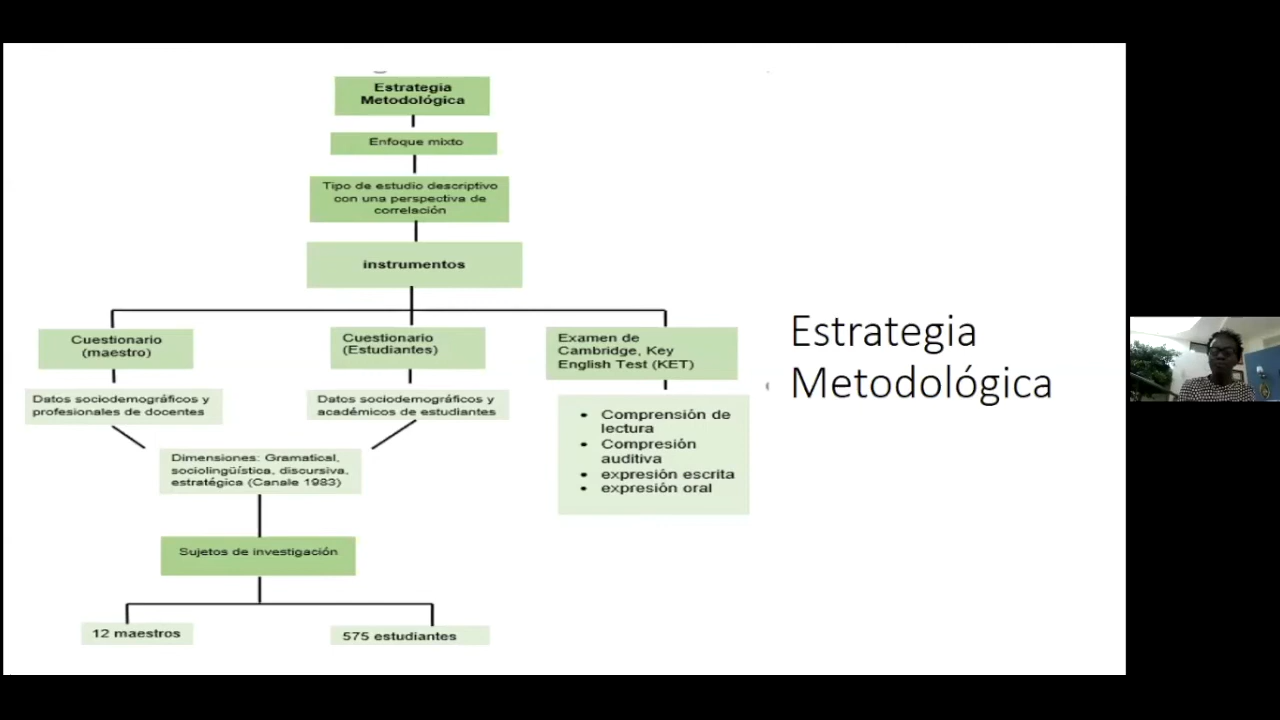 Estrategia
Metodológica
Enfoque mixto
Tipo de estudio descriptivo
con una perspectiva de
correlación
instrumentos
Cuestionario
(maestro)
Cuestionario
(Estudiantes)
Examen de
Cambridge, Key
English Test (KET)
Datos sociodemográficos y
profesionales de docentes
Datos sociodemográficos y
académicos de estudiantes
• Comprensión de
lectura
• Compresión
auditiva
• expresión escrita
• expresión oral
Dimensiones: Gramatical,
sociolingüística, discursiva,
estratégica (Canale 1983)
Sujetos de investigación
12 maestros
575 estudiantes
Estrategia
Metodológica